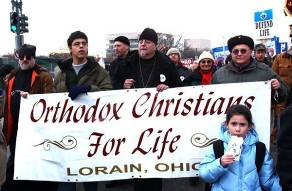 DEFEND
LIFE
Orthodox Christians
For Life
LORAIN, OHIO